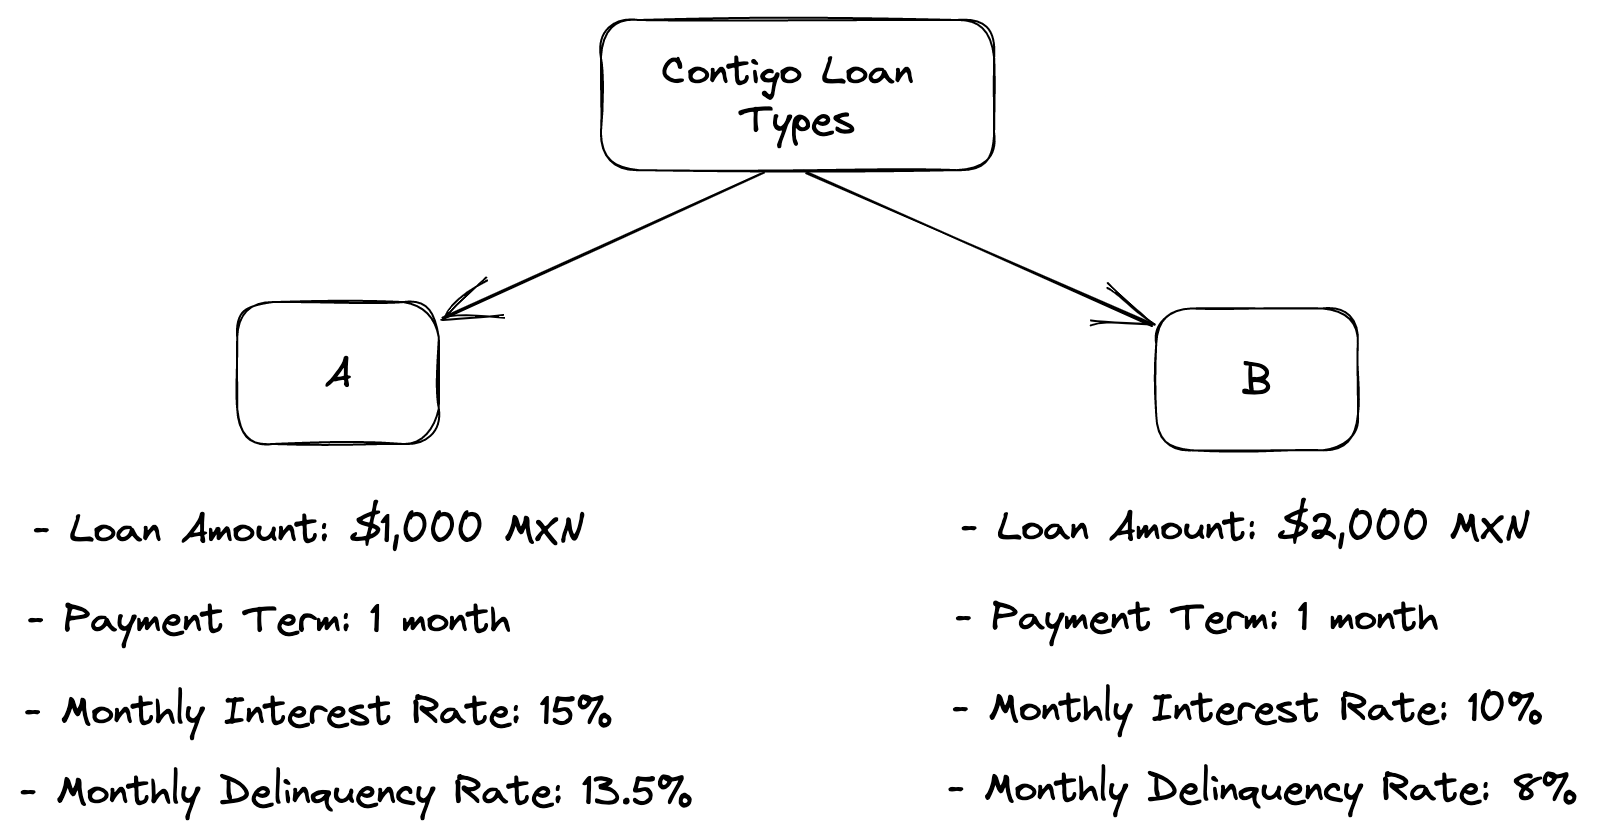 Contigo Loan
Types
A
B
- Loan Amount: $1,000 MXN
- Payment Term: 1 month
- Monthly Interest Rate: 15%
- Monthly Delinquency Rate: 13.5%
- Loan Amount: $2,000 MXN
- Payment Term: 1 month
- Monthly Interest Rate: 10%
- Monthly Delinquency Rate: 8%